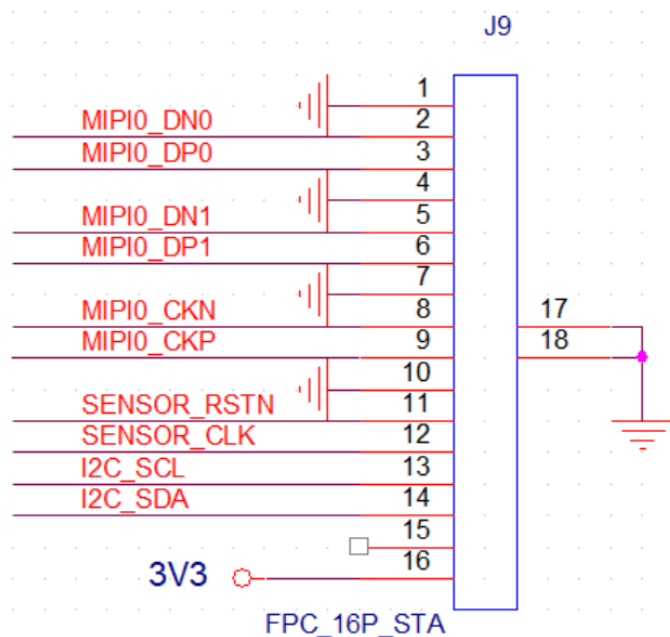 J9
1
MIPI0_DN0 2
MIPI0_DP0 3
4
MIPI0_DN1 5
MIPI0_DP1 6
7
MIPI0_CKN 8 17
MIPI0_CKP 9 18
10
SENSOR_RSTN 11
SENSOR_CLK 12
I2C_SCL 13
I2C_SDA 14
15
3V3 16
FPC_16P_STA